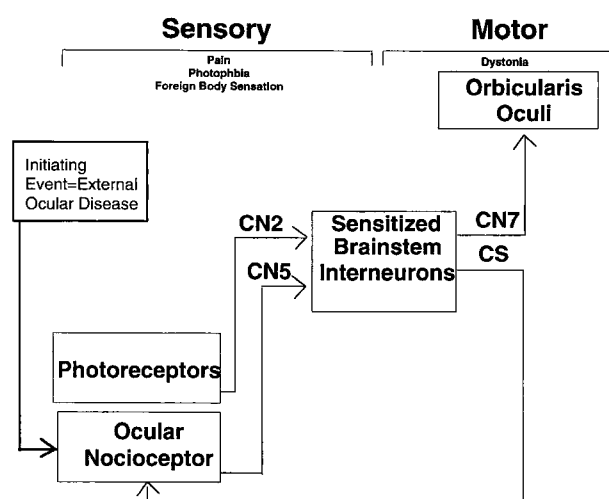 Sensory
Motor
Pain
Photophbia
Foreign Body Sensation
Dystonia
Orbicularis
Oculi
Initiating
Event=External
Ocular Disease
CN2
CN5
Sensitized
Brainstem
Interneurons
CN7
CS
Photoreceptors
Ocular
Nocioceptor